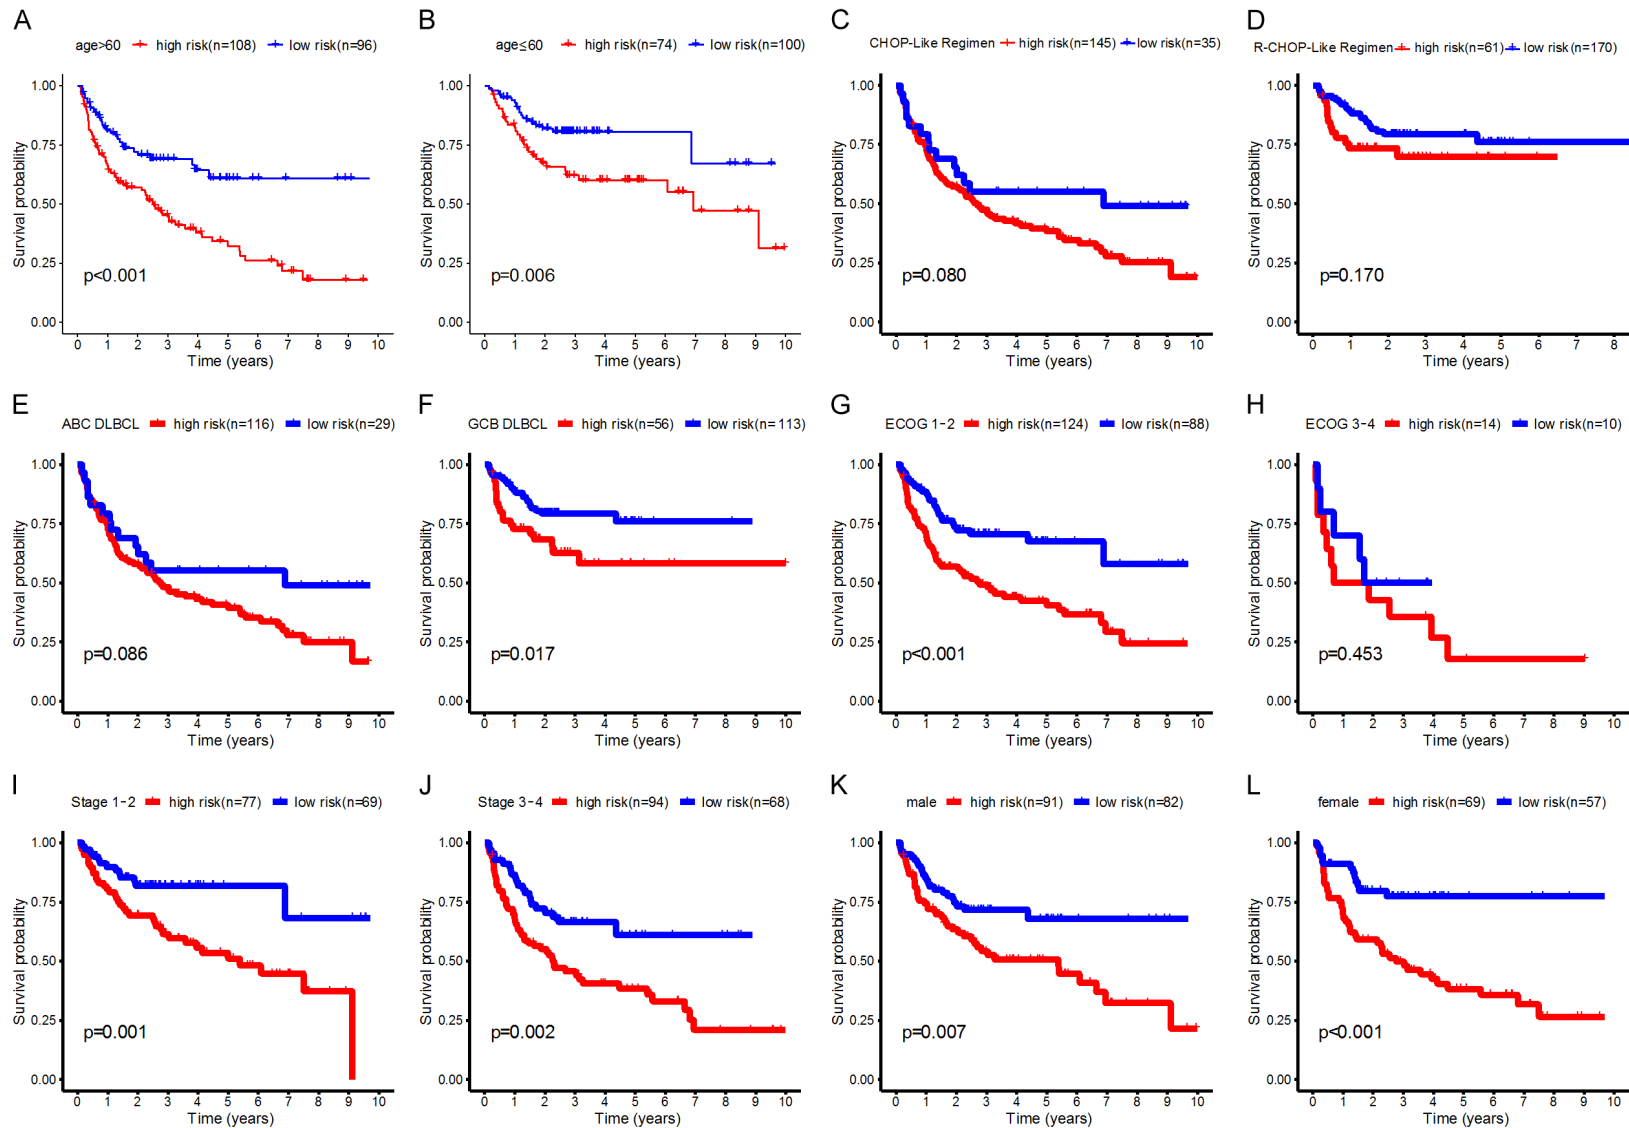 A
age>60 high risk(n=108) low risk(n=96)
1.00
0.75
0.50
0.25
0.00
Survival probability
p<0.001
0 1 2 3 4 5 6 7 8 9 10
Time (years)
B
age≤60 high risk(n=74) low risk(n=100)
1.00
0.75
0.50
0.25
0.00
Survival probability
p=0.006
0 1 2 3 4 5 6 7 8 9 10
Time (years)
C
CHOP-Like Regimen high risk(n=145) low risk(n=35)
1.00
0.75
0.50
0.25
0.00
Survival probability
p=0.080
0 1 2 3 4 5 6 7 8 9 10
Time (years)
D
R-CHOP-Like Regimen high risk(n=61) low risk(n=170)
1.00
0.75
0.50
0.25
0.00
Survival probability
p=0.170
0 1 2 3 4 5 6 7 8
Time (years)
E
ABC DLBCL high risk(n=116) low risk(n=29)
1.00
0.75
0.50
0.25
0.00
Survival probability
p=0.086
0 1 2 3 4 5 6 7 8 9 10
Time (years)
F
GCB DLBCL high risk(n=56) low risk(n=113)
1.00
0.75
0.50
0.25
0.00
Survival probability
p=0.017
0 1 2 3 4 5 6 7 8 9 10
Time (years)
G
ECOG 1-2 high risk(n=124) low risk(n=88)
1.00
0.75
0.50
0.25
0.00
Survival probability
p<0.001
0 1 2 3 4 5 6 7 8 9 10
Time (years)
H
ECOG 3-4 high risk(n=14) low risk(n=10)
1.00
0.75
0.50
0.25
0.00
Survival probability
p=0.453
0 1 2 3 4 5 6 7 8 9 10
Time (years)
I
Stage 1-2 high risk(n=77) low risk(n=69)
1.00
0.75
0.50
0.25
0.00
Survival probability
p=0.001
0 1 2 3 4 5 6 7 8 9 10
Time (years)
J
Stage 3-4 high risk(n=94) low risk(n=68)
1.00
0.75
0.50
0.25
0.00
Survival probability
p=0.002
0 1 2 3 4 5 6 7 8 9 10
Time (years)
K
male high risk(n=91) low risk(n=82)
1.00
0.75
0.50
0.25
0.00
Survival probability
p=0.007
0 1 2 3 4 5 6 7 8 9 10
Time (years)
L
female high risk(n=69) low risk(n=57)
1.00
0.75
0.50
0.25
0.00
Survival probability
p<0.001
0 1 2 3 4 5 6 7 8 9 10
Time (years)